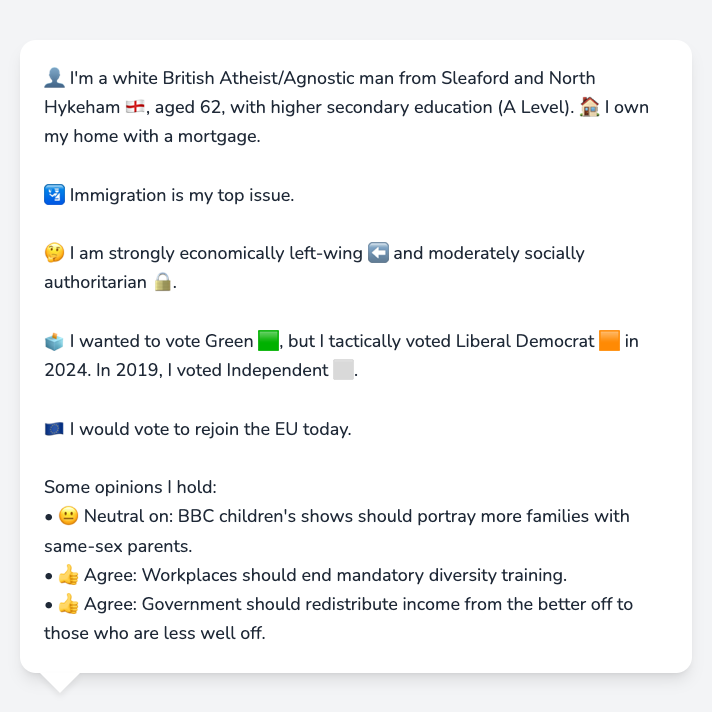 👤 I'm a white British Atheist/Agnostic man from Sleaford and North
Hykeham 🏴󠁧󠁢󠁥󠁮󠁧󠁿, aged 62, with higher secondary education (A Level). 🏠 I own
my home with a mortgage.
🛂 Immigration is my top issue.
🤔 I am strongly economically left-wing ⬅️ and moderately socially
authoritarian 🔒.
🗳️ I wanted to vote Green 🟩, but I tactically voted Liberal Democrat 🟧 in
2024. In 2019, I voted Independent ⬜.
🇪🇺 I would vote to rejoin the EU today.
Some opinions I hold:
• 😐 Neutral on: BBC children's shows should portray more families with
same-sex parents.
• 👍 Agree: Workplaces should end mandatory diversity training.
• 👍 Agree: Government should redistribute income from the better off to
those who are less well off.